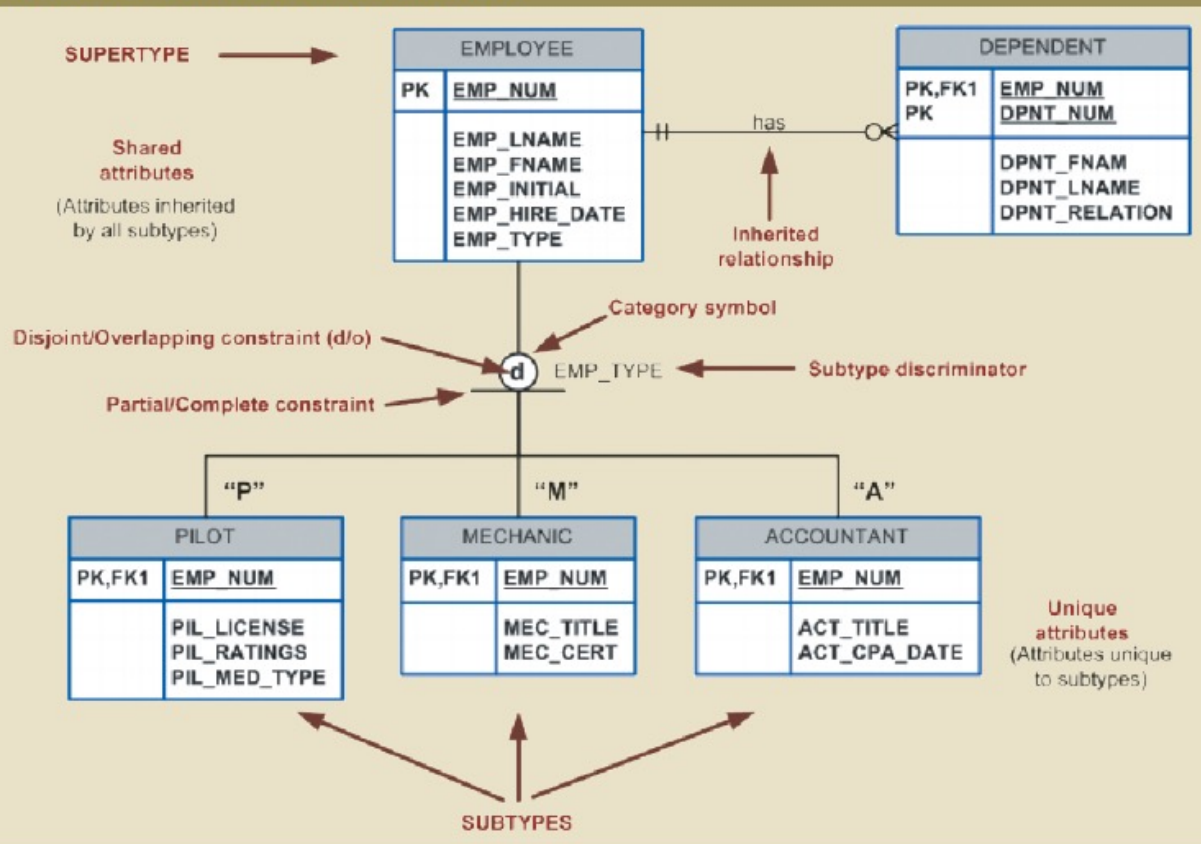 SUPERTYPE
EMPLOYEE
PK EMP_NUM
EMP_LNAME
EMP_FNAME
EMP_INITIAL
EMP_HIRE_DATE
EMP_TYPE
has
DEPENDENT
PK,FK1 EMP_NUM
PK DPNT_NUM
DPNT_FNAM
DPNT_LNAME
DPNT_RELATION
Shared
attributes
(Attributes inherited
by all subtypes)
Inherited
relationship
Category symbol
Disjoint/Overlapping constraint (d/o)
d
EMP_TYPE
Subtype discriminator
Partial/Complete constraint
“P”
“M”
“A”
PILOT
PK,FK1 EMP_NUM
PIL_LICENSE
PIL_RATINGS
PIL_MED_TYPE
MECHANIC
PK,FK1 EMP_NUM
MEC_TITLE
MEC_CERT
ACCOUNTANT
PK,FK1 EMP_NUM
ACT_TITLE
ACT_CPA_DATE
Unique
attributes
(Attributes unique
to subtypes)
SUBTYPES